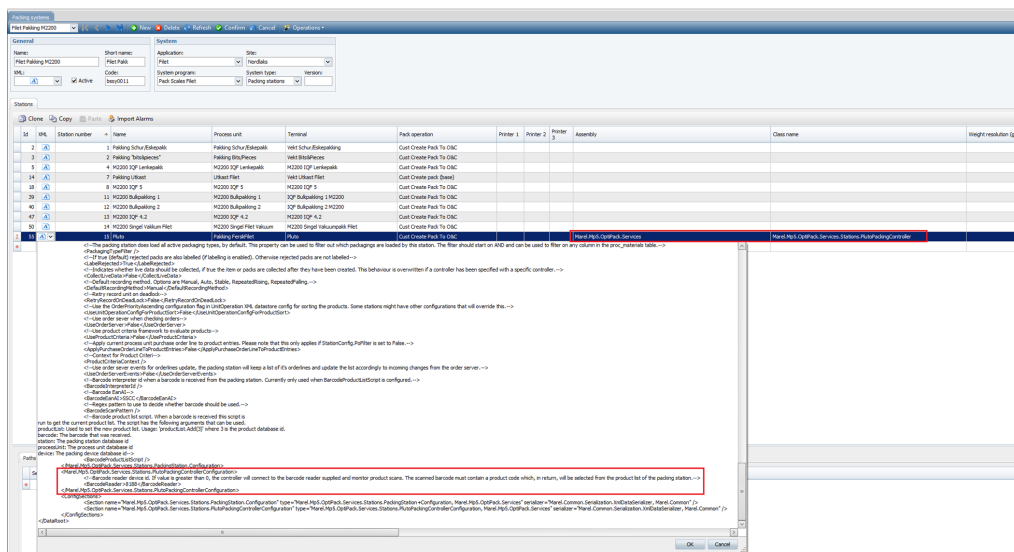 Packing systems
Filet Pakking M2200 New Delete Refresh Confirm Cancel Operations
General System
Name: Short name: Application: Site:
Filet Pakking M2200 Filet Pakk Filet Nordlaks
XML: Code: System program: System type: Version:
A Active bssy0011 Pack Scales Filet Packing stations
Stations
Clone Copy Paste Import Alarms
Id XML Station number Name Process unit Terminal Pack operation Printer 1 Printer 2 Printer 3 Assembly Class name Weight resolution (g
2 A 1 Pakking Schur/Eskepakk Pakking Schur/Eskepakk Vekt Schur/Eskepakking Cust Create Pack To O&C
3 A 2 Pakking "bits&pieces" Pakking Bits/Pieces Vekt Bits&Pieces Cust Create Pack To O&C
5 A 4 M2200 IQF Lenkepakk M2200 IQF Lenkepakk M2200 IQF Lenkepakk Cust Create Pack To O&C
14 A 7 Pakking Utkast Utkast Filet Vekt Utkast Filet Cust Create pack (base)
18 A 8 M2200 IQF 5 M2200 IQF 5 M2200 IQF 5 Cust Create Pack To O&C
39 A 11 M2200 Bulkpakking 1 M2200 Bulkpakking 1 IQF Bulkpakking 1 M2200 Cust Create Pack To O&C
40 A 12 M2200 Bulkpakking 2 M2200 Bulkpakking 2 IQF Bulkpakking 2 M2200 Cust Create Pack To O&C
47 A 13 M2200 IQF 4.2 M2200 IQF 4.2 M2200 IQF 4.2 Cust Create Pack To O&C
50 A 14 M2200 Singel Vakkum Filet M2200 Singel Filet Vakuum M2200 Singel Vakuumpakk Filet Cust Create Pack To O&C
55 A 15 Pluto Pakking FerskFilet Pluto Cust Create Pack To O&C Marel.Mp5.OptiPack.Services Marel.Mp5.OptiPack.Services.Stations.PlutoPackingController
<!--The packing station does load all active packaging types, by default. This property can be used to filter out which packagings are loaded by this station. The filter should start on AND and can be used to filter on any column in the proc_materials table.-->
<PackagingTypeFilter />
<!--If true (default) rejected packs are also labelled (if labelling is enabled). Otherwise rejected packs are not labelled-->
<LabelRejected>True</LabelRejected>
<!--Indicates whether live data should be collected, if true the item or packs are collected after they have been created. This behaviour is overwritten if a controller has been specified with a specific controller.-->
<CollectLiveData>False</CollectLiveData>
<!--Default recording method. Options are Manual, Auto, Stable, RepeatedRising, RepeatedFalling.-->
<DefaultRecordingMethod>Manual</DefaultRecordingMethod>
<!--Retry record unit on deadlock-->
<RetryRecordOnDeadLock>False</RetryRecordOnDeadLock>
<!--Use the OrderPriorityAscending configuration flag in UnitOperation XML datastore config for sorting the products. Some stations might have other configurations that will override this.-->
<UseUnitOperationConfigForProductSort>False</UseUnitOperationConfigForProductSort>
<!--Use order sever when checking orders-->
<UseOrderServer>False</UseOrderServer>
<!--Use product criteria framework to evaluate products-->
<UseProductCriteria>False</UseProductCriteria>
<!--Apply current process unit purchase order line to product entries. Please note that this only applies if StationConfig.PoFilter is set to False.-->
<ApplyPurchaseOrderLineToProductEntries>False</ApplyPurchaseOrderLineToProductEntries>
<!--Context for Product Criteri-->
<ProductCriteriaContext />
<!--Use order sever events for orderlines update, the packing station will keep a list of it's orderlines and update the list accordingly to incoming changes from the order server.-->
<UseOrderServerEvents>False</UseOrderServerEvents>
<!--Barcode interpreter id when a barcode is received from the packing station. Currently only used when BarcodeProductListScript is configured.-->
<BarcodeInterpreterId />
<!--Barcode EanAI-->
<BarcodeEanAI>SSCC</BarcodeEanAI>
<!--Regex pattern to use to decide whether barcode should be used.-->
<BarcodeScanPattern />
<!--Barcode product list script. When a barcode is received this script is
run to get the current product list. The script has the following arguments that can be used.
productList: Used to set the new product list. Usage: 'productList.Add(3)' where 3 is the product database id.
barcode: The barcode that was received.
station: The packing station database id
processUnit: The process unit database id
device: The packing device database id-->
<BarcodeProductListScript />
</Marel.Mp5.OptiPack.Services.Stations.PackingStation.Configuration>
<Marel.Mp5.OptiPack.Services.Stations.PlutoPackingControllerConfiguration>
<!--Barcode reader device id. If value is greater than 0, the controller will connect to the barcode reader supplied and monitor product scans. The scanned barcode must contain a product code which, in return, will be selected from the product list of the packing station.-->
<BarcodeReader>9188</BarcodeReader>
</Marel.Mp5.OptiPack.Services.Stations.PlutoPackingControllerConfiguration>
<ConfigSections>
<Section name="Marel.Mp5.OptiPack.Services.Stations.PackingStation.Configuration" type="Marel.Mp5.OptiPack.Services.Stations.PackingStation+Configuration, Marel.Mp5.OptiPack.Services" serializer="Marel.Common.Serialization.XmlDataSerializer, Marel.Common" />
<Section name="Marel.Mp5.OptiPack.Services.Stations.PlutoPackingControllerConfiguration" type="Marel.Mp5.OptiPack.Services.Stations.PlutoPackingControllerConfiguration, Marel.Mp5.OptiPack.Services" serializer="Marel.Common.Serialization.XmlDataSerializer, Marel.Common" />
</ConfigSections>
</DataRoot>
Paths
OK Cancel